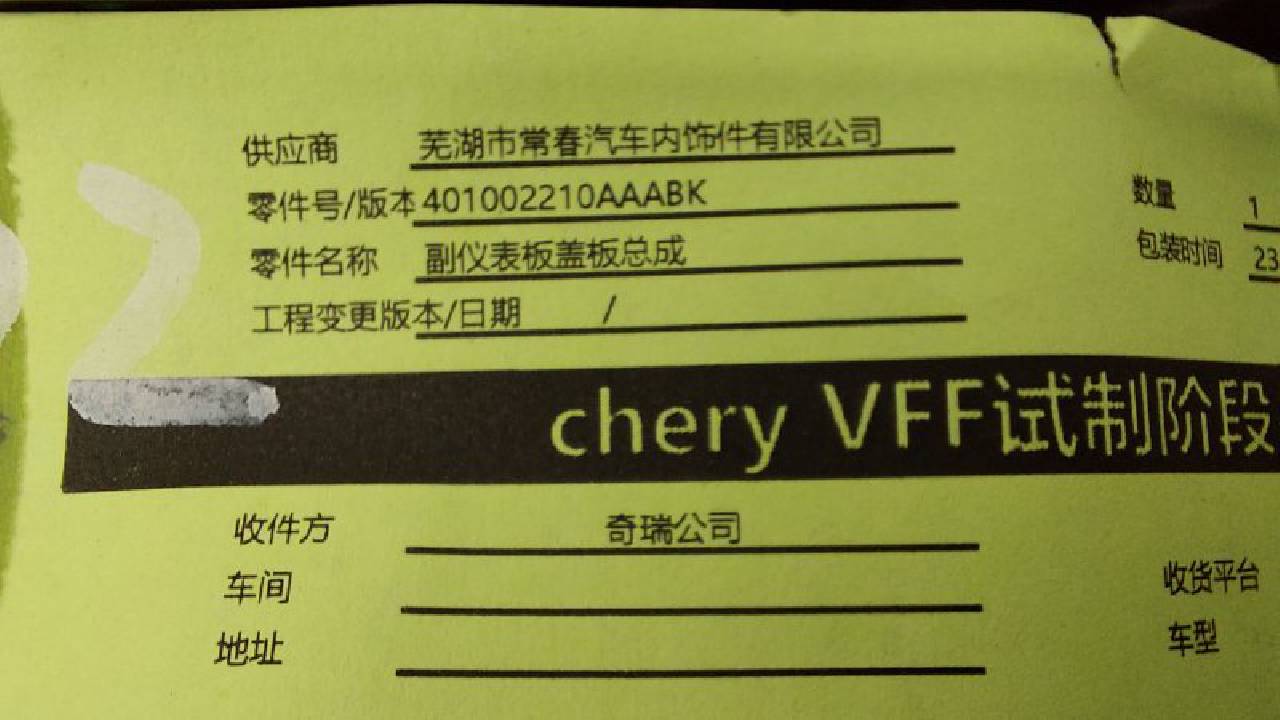 供应商 芜湖市常春汽车内饰件有限公司
零件号/版本 401002210AAABK 数量 1
零件名称 副仪表板盖板总成 包装时间 23
工程变更版本/日期 /
2
chery VFF试制阶段
收件方 奇瑞公司
车间 收货平台
地址 车型